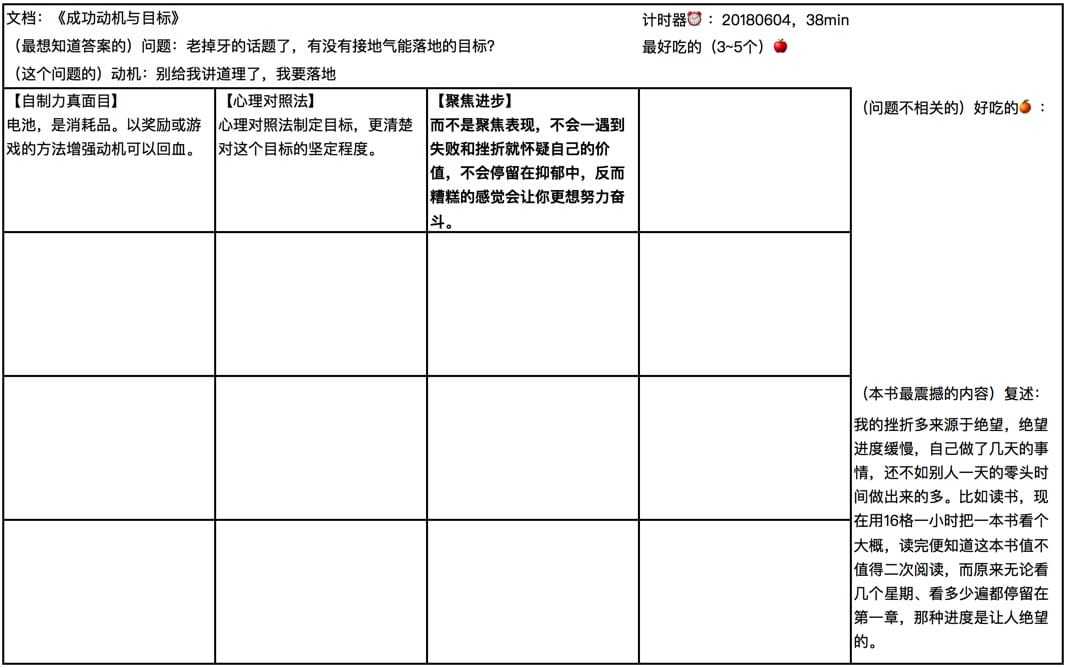 文档：《成功动机与目标》
计时器⏰：20180604，38min
（最想知道答案的）问题：老掉牙的话题了，有没有接地气能落地的目标？
最好吃的（3~5个）🍎
（这个问题的）动机：别给我讲道理了，我要落地
【自制力真面目】
电池，是消耗品。以奖励或游
戏的方法增强动机可以回血。
【心理对照法】
心理对照法制定目标，更清楚
对这个目标的坚定程度。
【聚焦进步】
而不是聚焦表现，不会一遇到
失败和挫折就怀疑自己的价
值，不会停留在抑郁中，反而
糟糕的感觉会让你更想努力奋
斗。
（问题不相关的）好吃的🍊：
（本书最震撼的内容）复述：
我的挫折多来源于绝望，绝望
进度缓慢，自己做了几天的事
情，还不如别人一天的零头时
间做出来的多。比如读书，现
在用16格一小时把一本书看个
大概，读完便知道这本书值不
值得二次阅读，而原来无论看
几个星期、看多少遍都停留在
第一章，那种进度是让人绝望
的。